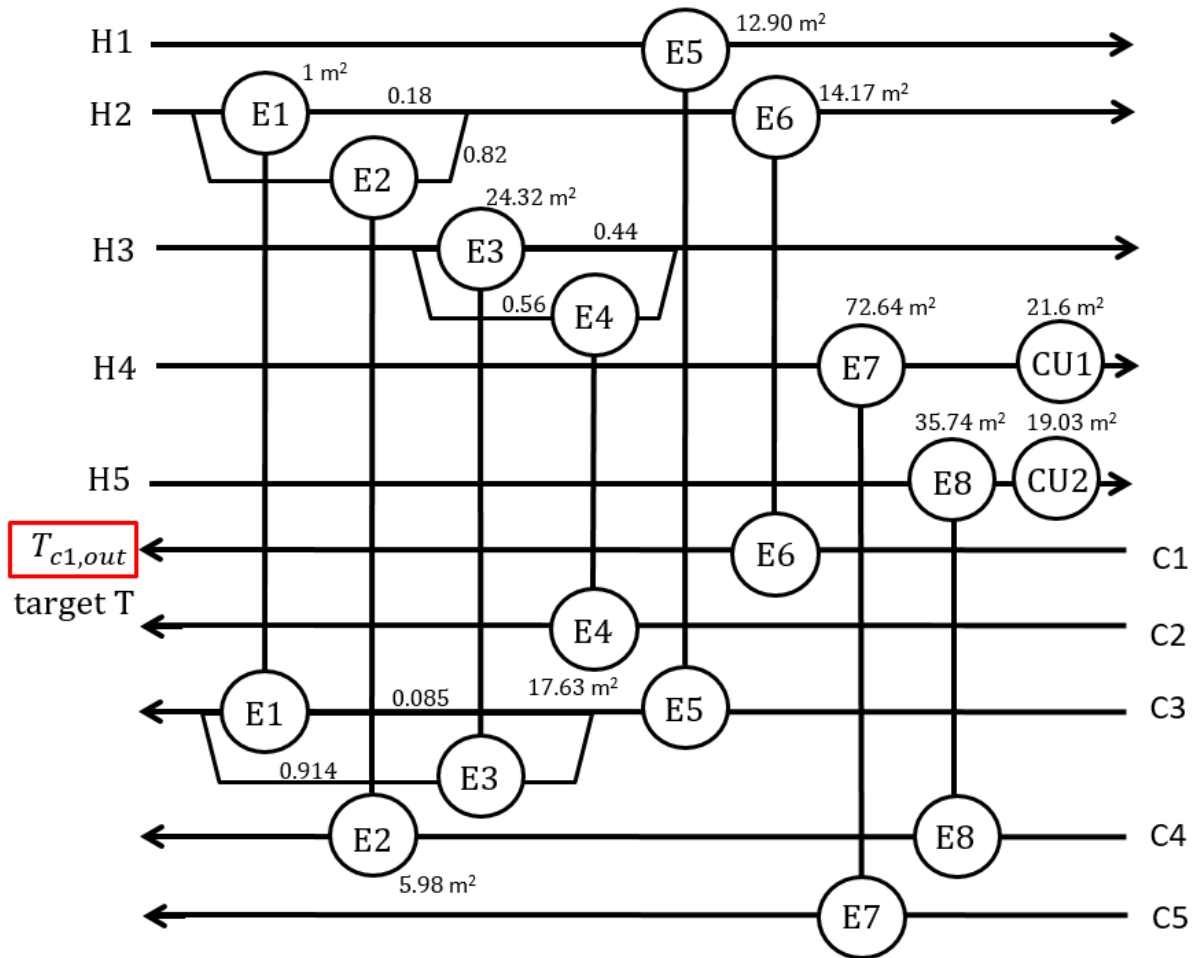 H1
E5
12.90 m²
H2
E1
1 m²
0.18
E6
14.17 m²
E2
0.82
H3
E3
24.32 m²
0.44
0.56
E4
H4
E7
72.64 m²
CU1
21.6 m²
H5
E8
35.74 m²
CU2
19.03 m²
T_{c1,out}
target T
E6
C1
E4
17.63 m²
C2
E1
0.085
E5
C3
0.914
E3
E2
5.98 m²
E8
C4
E7
C5